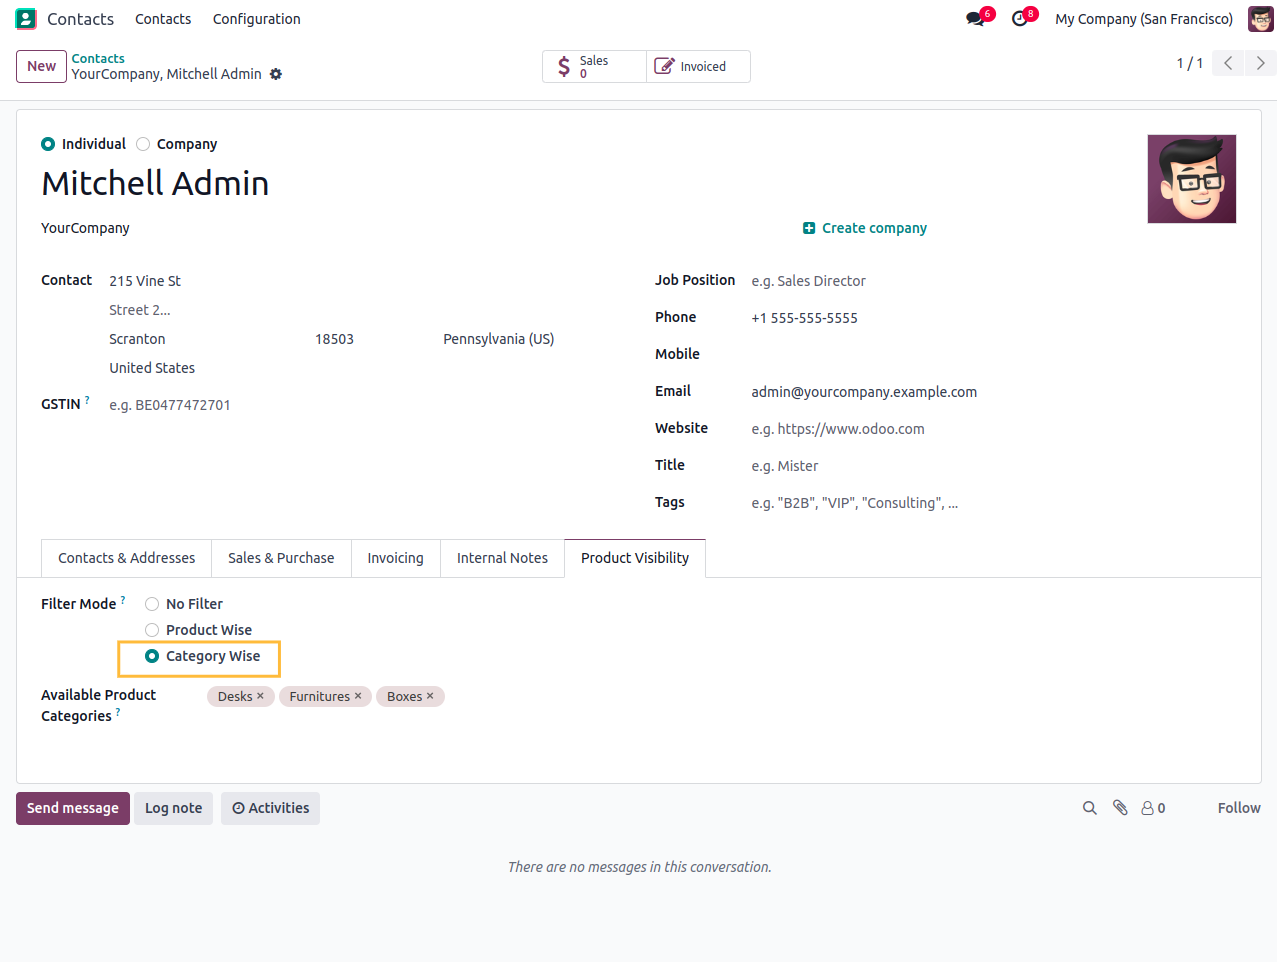 Contacts Contacts Configuration 6 8 My Company (San Francisco)
New Contacts
YourCompany, Mitchell Admin
Sales
0
Invoiced
1 / 1
Individual Company
Mitchell Admin
YourCompany
Create company
Contact 215 Vine St
Street 2...
Scranton 18503 Pennsylvania (US)
United States
GSTIN ? e.g. BE0477472701
Job Position e.g. Sales Director
Phone +1 555-555-5555
Mobile
Email admin@yourcompany.example.com
Website e.g. https://www.odoo.com
Title e.g. Mister
Tags e.g. "B2B", "VIP", "Consulting", ...
Contacts & Addresses Sales & Purchase Invoicing Internal Notes Product Visibility
Filter Mode ? No Filter
Product Wise
Category Wise
Available Product
Categories ?
Desks × Furnitures × Boxes ×
Send message Log note Activities 0 Follow
There are no messages in this conversation.